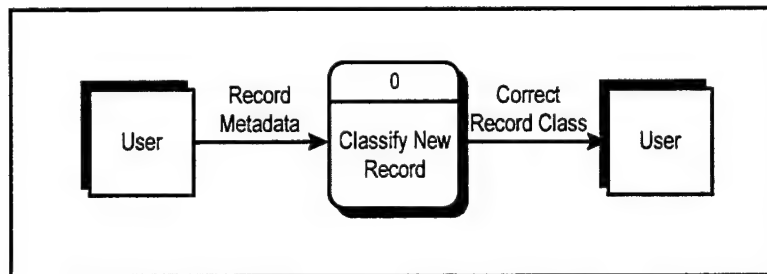 User
Record
Metadata
0
Classify New
Record
Correct
Record Class
User